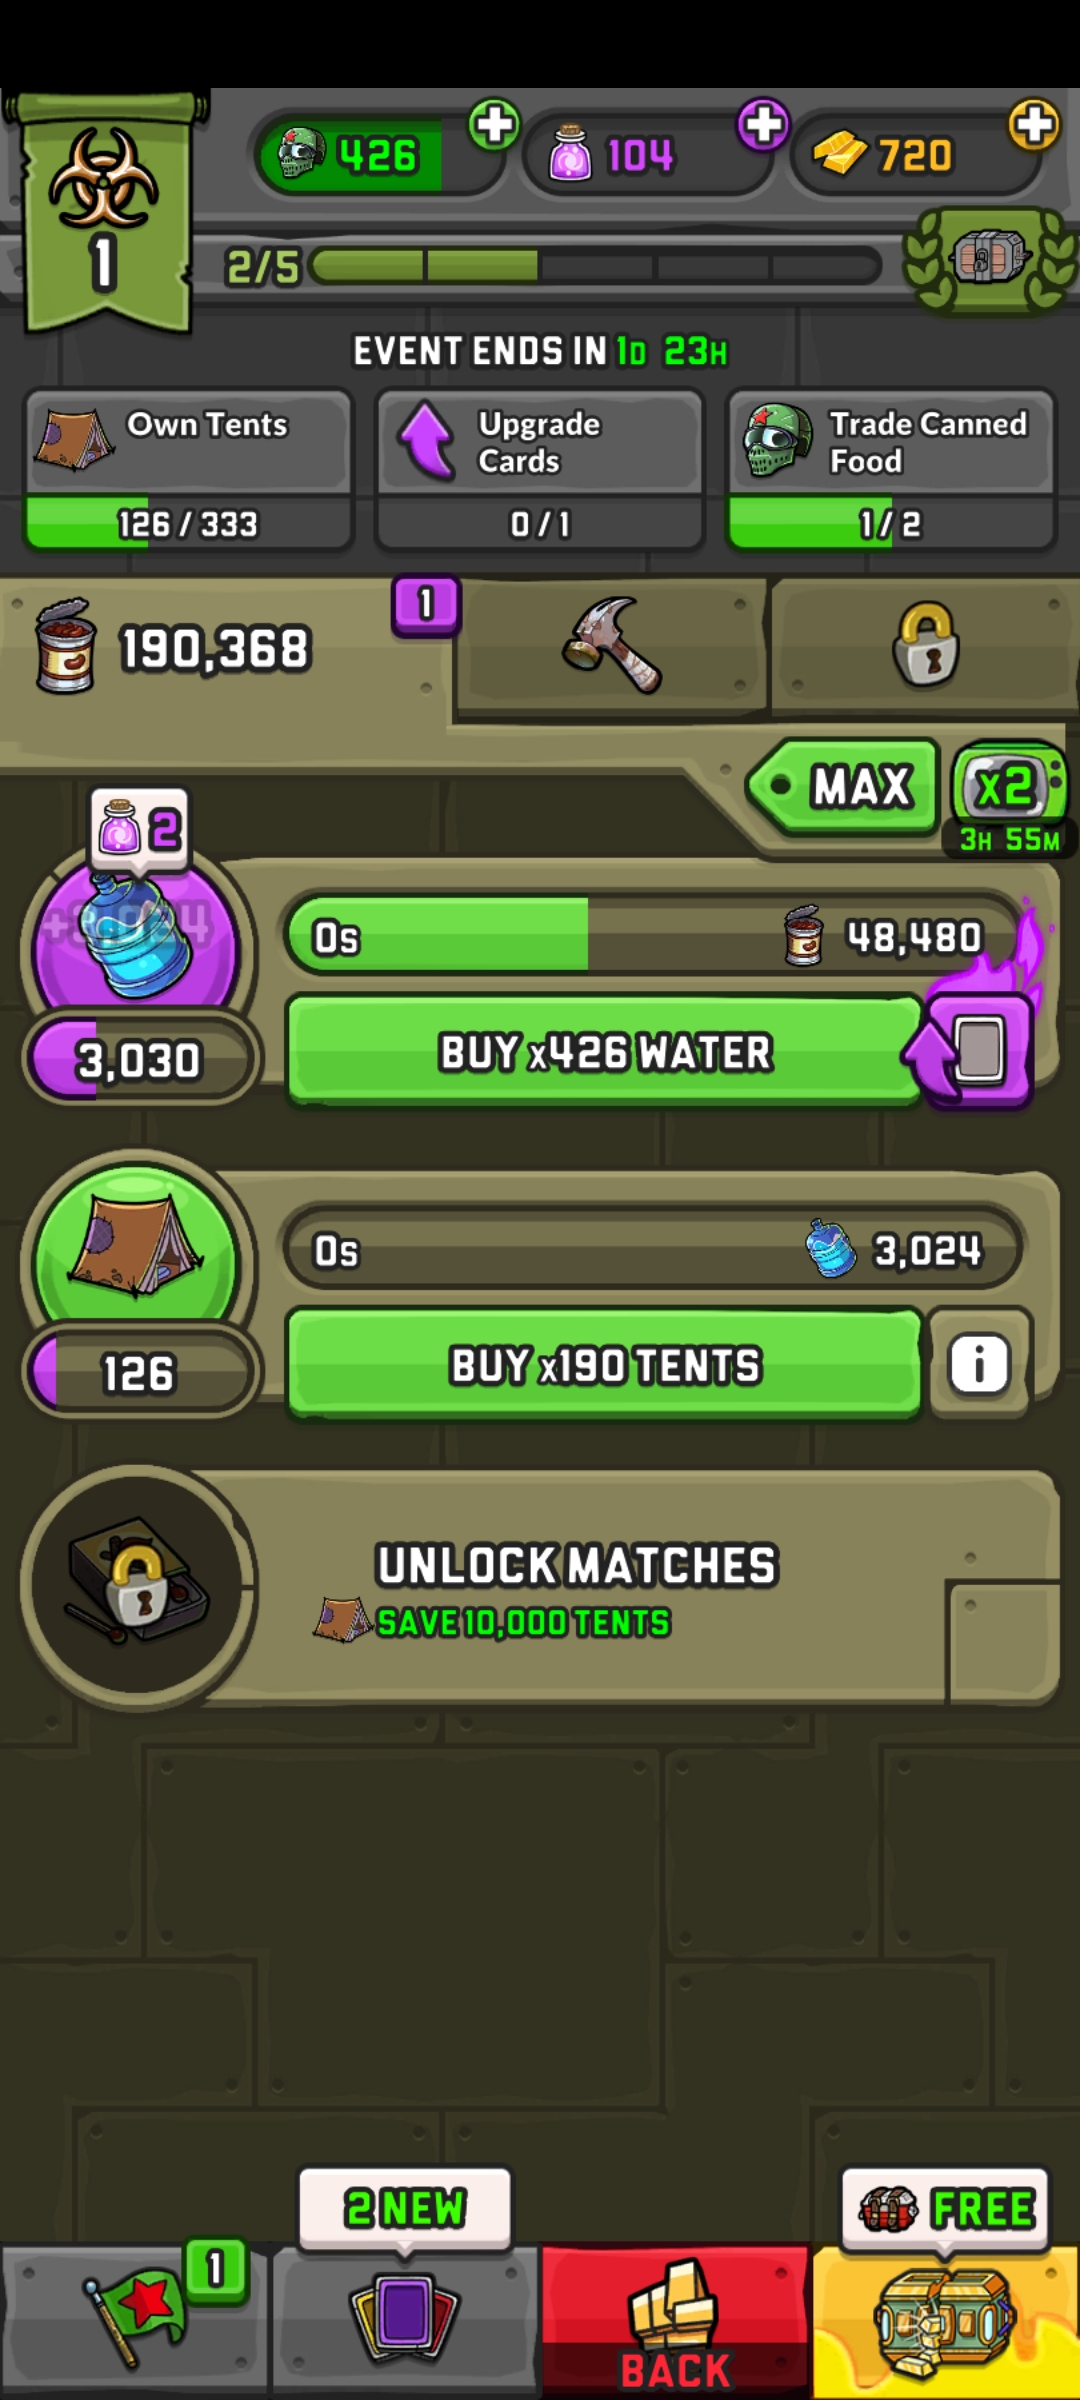 426
104
720
1
2/5
EVENT ENDS IN 1D 23H
Own Tents
126 / 333
Upgrade
Cards
0 / 1
Trade Canned
Food
1 / 2
190,368
1
MAX
x2
3H 55M
2
+3,024
0s
48,480
3,030
BUY x426 WATER
0s
3,024
126
BUY x190 TENTS
i
UNLOCK MATCHES
SAVE 10,000 TENTS
2 NEW
FREE
1
BACK